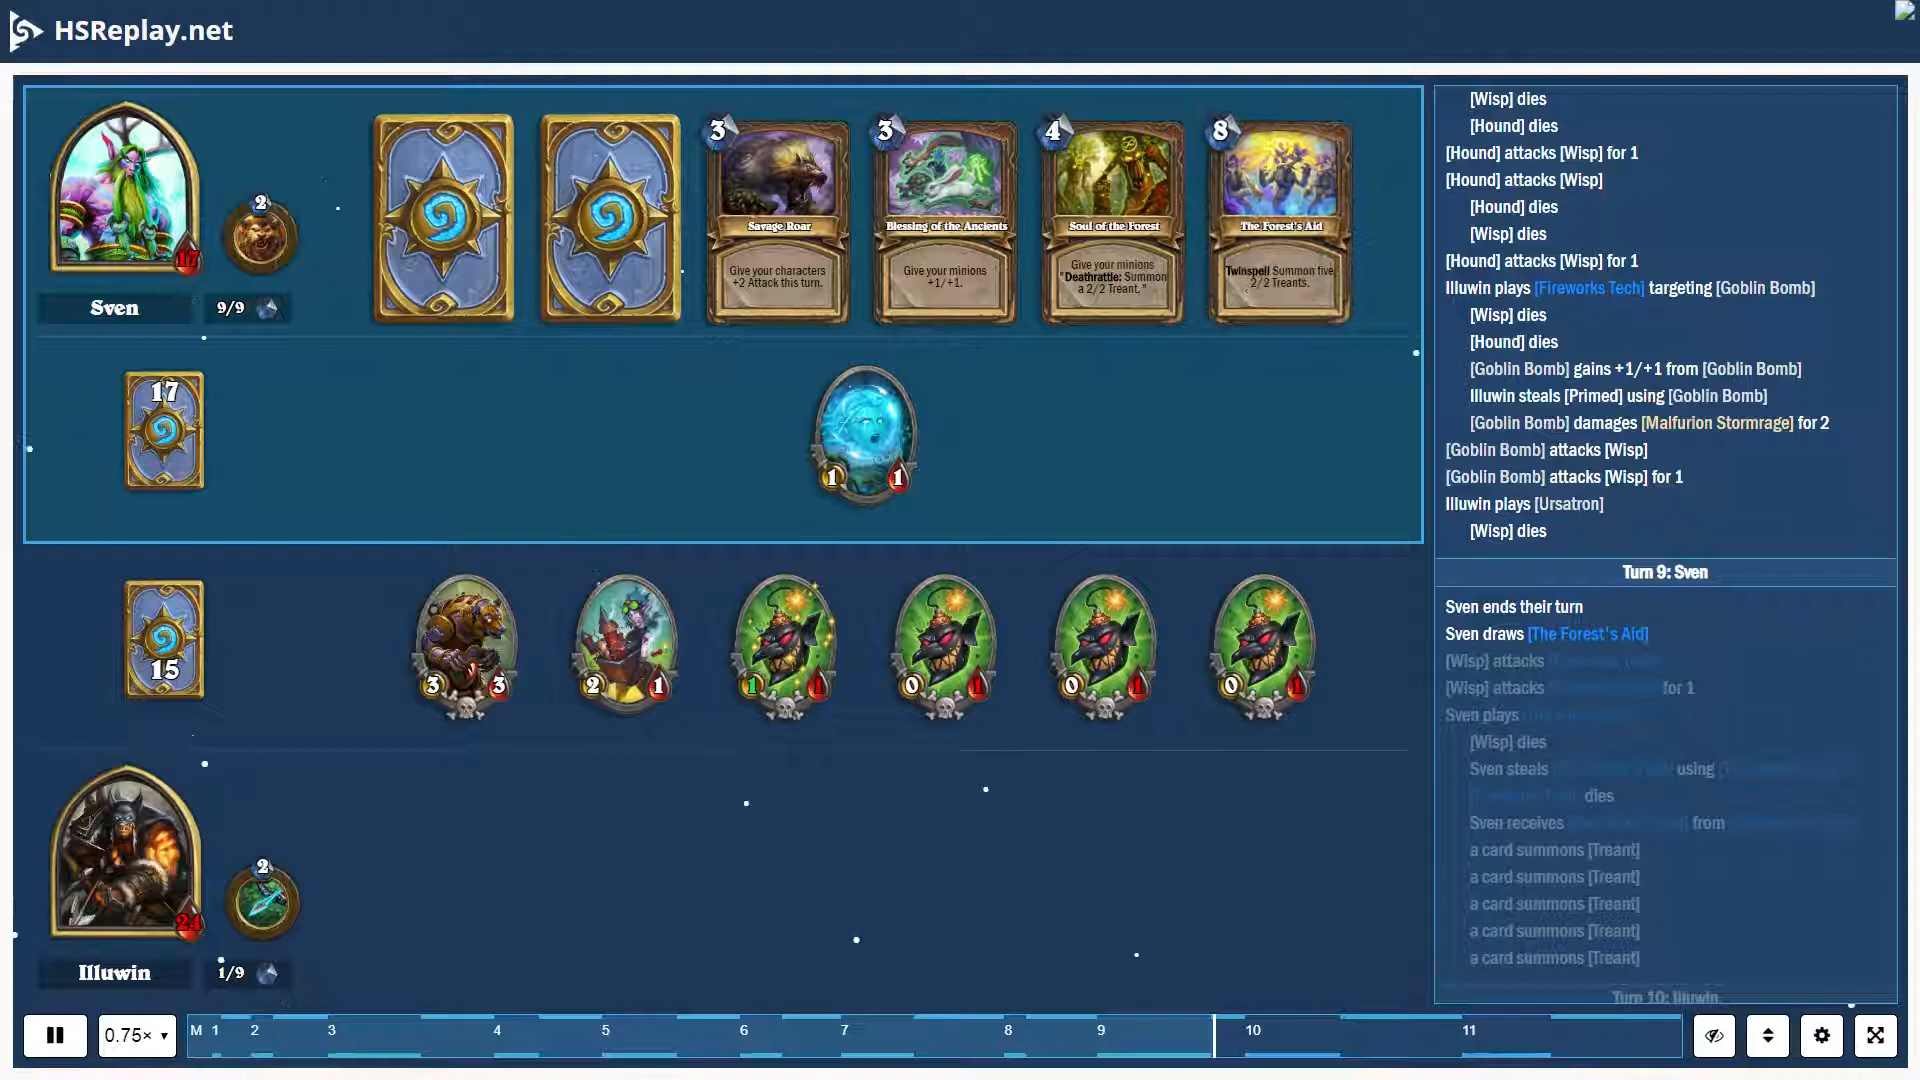 HSReplay.net
3
3
4
8
2
Savage Roar
Blessing of the Ancients
Soul of the Forest
The Forest's Aid
17
Give your characters
+2 Attack this turn.
Give your minions
+1/+1.
Give your minions
"Deathrattle: Summon
a 2/2 Treant."
Twinspell Summon five
2/2 Treants.
Sven
9/9
17
1
1
15
3
3
2
1
1
1
0
1
0
1
0
1
2
24
Illuwin
1/9
[Wisp] dies
[Hound] dies
[Hound] attacks [Wisp] for 1
[Hound] attacks [Wisp]
[Hound] dies
[Wisp] dies
[Hound] attacks [Wisp] for 1
Illuwin plays [Fireworks Tech] targeting [Goblin Bomb]
[Wisp] dies
[Hound] dies
[Goblin Bomb] gains +1/+1 from [Goblin Bomb]
Illuwin steals [Primed] using [Goblin Bomb]
[Goblin Bomb] damages [Malfurion Stormrage] for 2
[Goblin Bomb] attacks [Wisp]
[Goblin Bomb] attacks [Wisp] for 1
Illuwin plays [Ursatron]
[Wisp] dies
Turn 9: Sven
Sven ends their turn
Sven draws [The Forest's Aid]
[Wisp] attacks
[Wisp] attacks for 1
Sven plays
[Wisp] dies
Sven steals using
dies
Sven receives from
a card summons [Treant]
a card summons [Treant]
a card summons [Treant]
a card summons [Treant]
a card summons [Treant]
Turn 10: Illuwin
0.75×
M 1 2 3 4 5 6 7 8 9 10 11